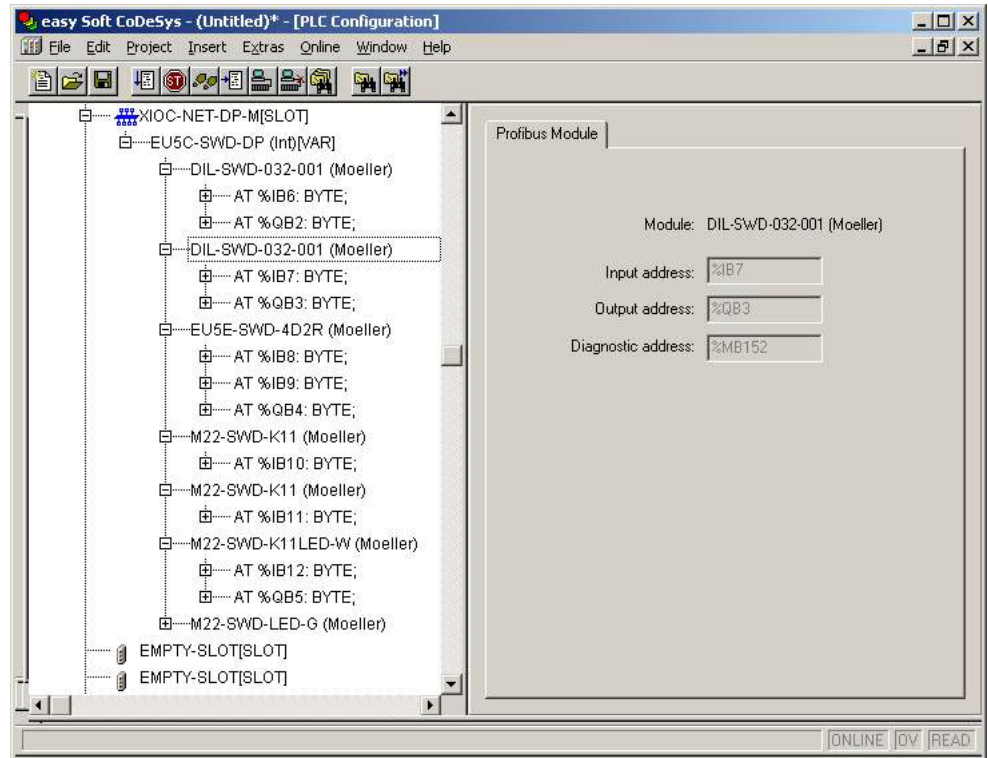 easy Soft CoDeSys - (Untitled)* - [PLC Configuration]
File Edit Project Insert Extras Online Window Help
XIOC-NET-DP-M[SLOT]
EU5C-SWD-DP (Int)[VAR]
DIL-SWD-032-001 (Moeller)
AT %IB6: BYTE;
AT %QB2: BYTE;
DIL-SWD-032-001 (Moeller)
AT %IB7: BYTE;
AT %QB3: BYTE;
EU5E-SWD-4D2R (Moeller)
AT %IB8: BYTE;
AT %IB9: BYTE;
AT %QB4: BYTE;
M22-SWD-K11 (Moeller)
AT %IB10: BYTE;
M22-SWD-K11 (Moeller)
AT %IB11: BYTE;
M22-SWD-K11LED-W (Moeller)
AT %IB12: BYTE;
AT %QB5: BYTE;
M22-SWD-LED-G (Moeller)
EMPTY-SLOT[SLOT]
EMPTY-SLOT[SLOT]
Profibus Module
Module: DIL-SWD-032-001 (Moeller)
Input address: %IB7
Output address: %QB3
Diagnostic address: %MB152
ONLINE OV READ